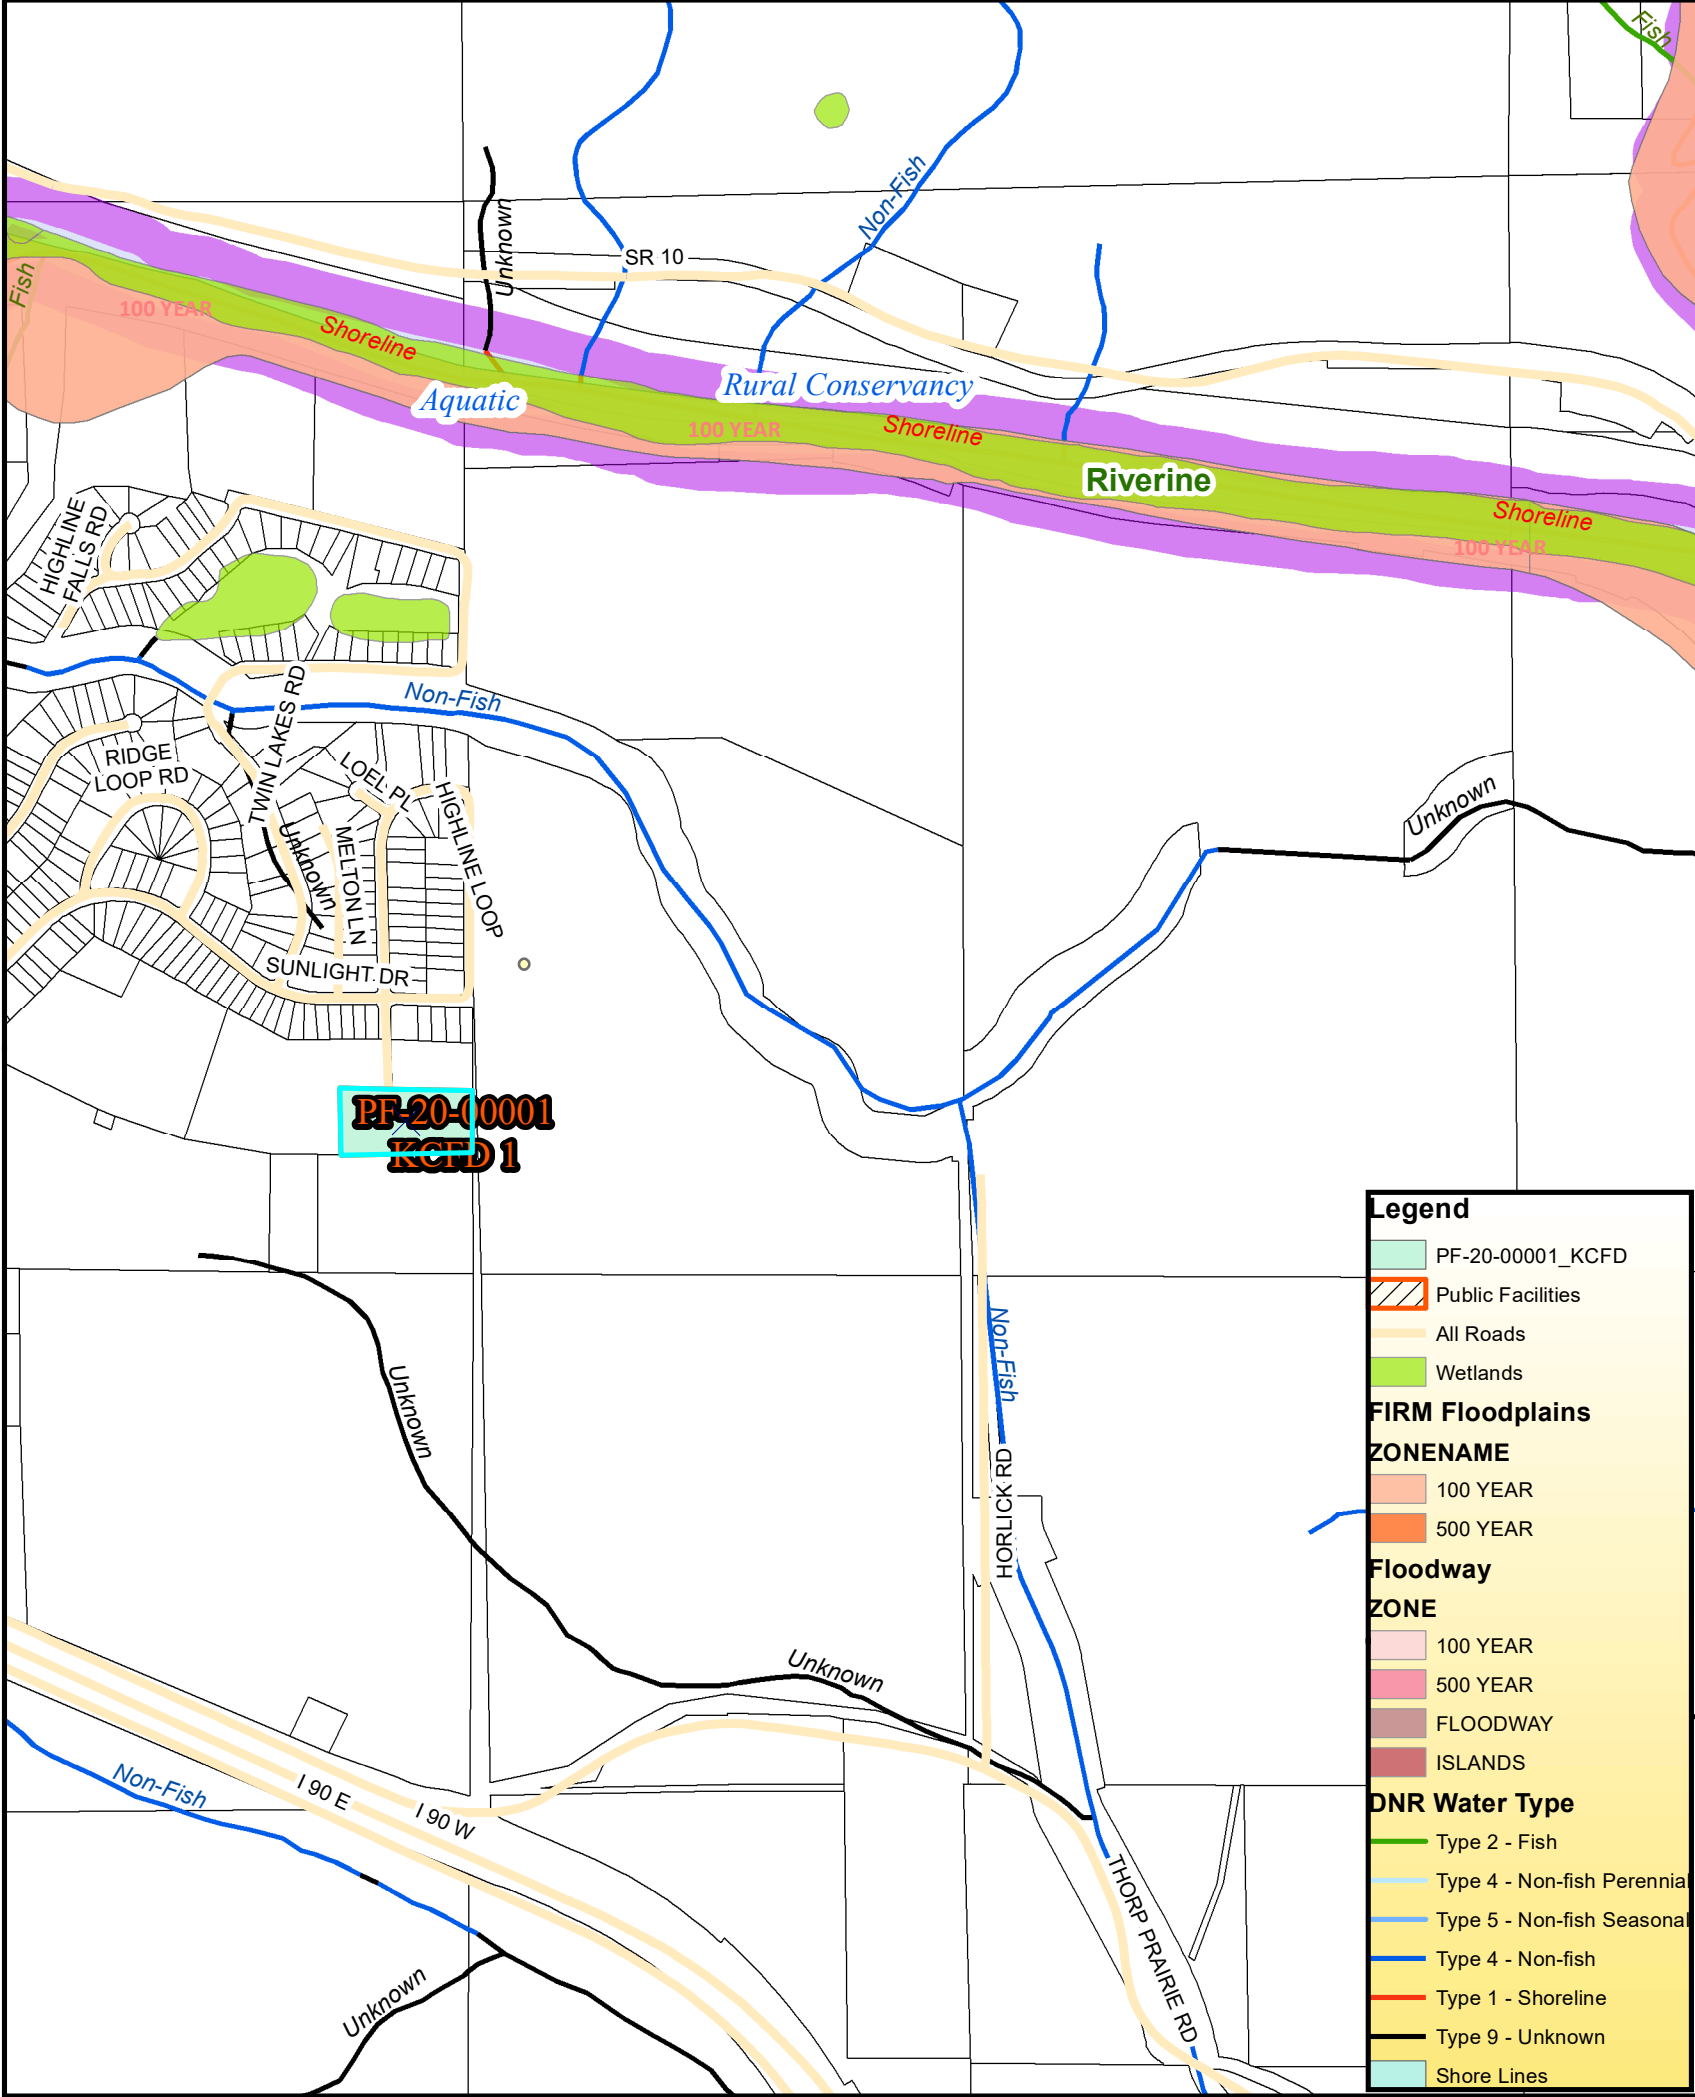 Fish
Non-Fish
Unknown
SR 10
Fish
100 YEAR
Shoreline
Rural Conservancy
Aquatic
100 YEAR
Shoreline
Riverine
Shoreline
100 YEAR
HIGHLINE
FALLS RD
Non-Fish
TWIN LAKES RD
RIDGE
LOOP RD
LOEL PL
HIGHLINE LOOP
Unknown
Unknown
MELTON LN
SUNLIGHT DR
PF-20-00001
KCFD 1
Non-Fish
Unknown
HORLICK RD
Unknown
Non-Fish
I 90 E
I 90 W
THORP PRAIRIE RD
Unknown
Legend
PF-20-00001_KCFD
Public Facilities
All Roads
Wetlands
FIRM Floodplains
ZONENAME
100 YEAR
500 YEAR
Floodway
ZONE
100 YEAR
500 YEAR
FLOODWAY
ISLANDS
DNR Water Type
Type 2 - Fish
Type 4 - Non-fish Perennial
Type 5 - Non-fish Seasonal
Type 4 - Non-fish
Type 1 - Shoreline
Type 9 - Unknown
Shore Lines